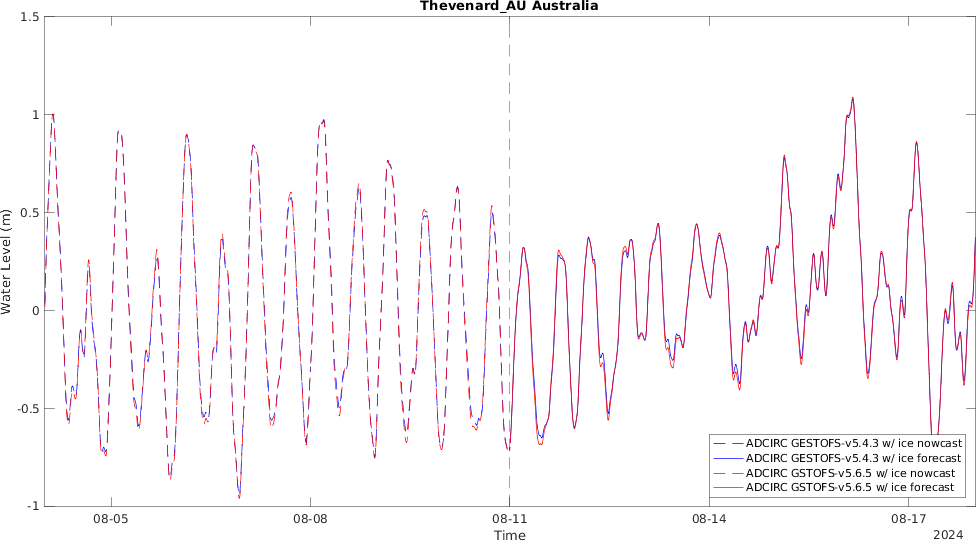 Thevenard_AU Australia
Water Level (m)
1.5
1
0.5
0
-0.5
-1
ADCIRC GESTOFS-v5.4.3 w/ ice nowcast
ADCIRC GESTOFS-v5.4.3 w/ ice forecast
ADCIRC GSTOFS-v5.6.5 w/ ice nowcast
ADCIRC GSTOFS-v5.6.5 w/ ice forecast
08-05 08-08 08-11 08-14 08-17
Time
2024